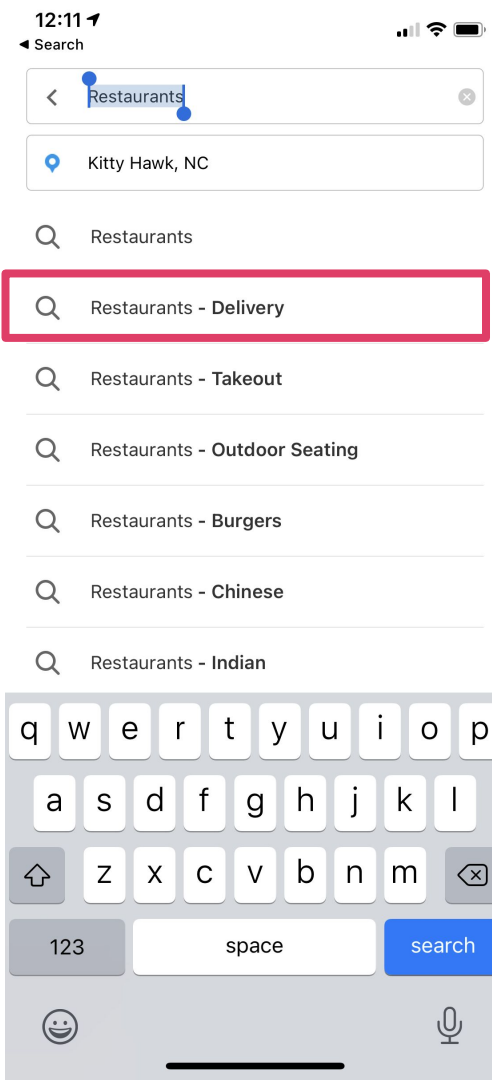 12:11
Search
Restaurants
Kitty Hawk, NC
Restaurants
Restaurants - Delivery
Restaurants - Takeout
Restaurants - Outdoor Seating
Restaurants - Burgers
Restaurants - Chinese
Restaurants - Indian
q w e r t y u i o p
a s d f g h j k l
z x c v b n m
123 space search